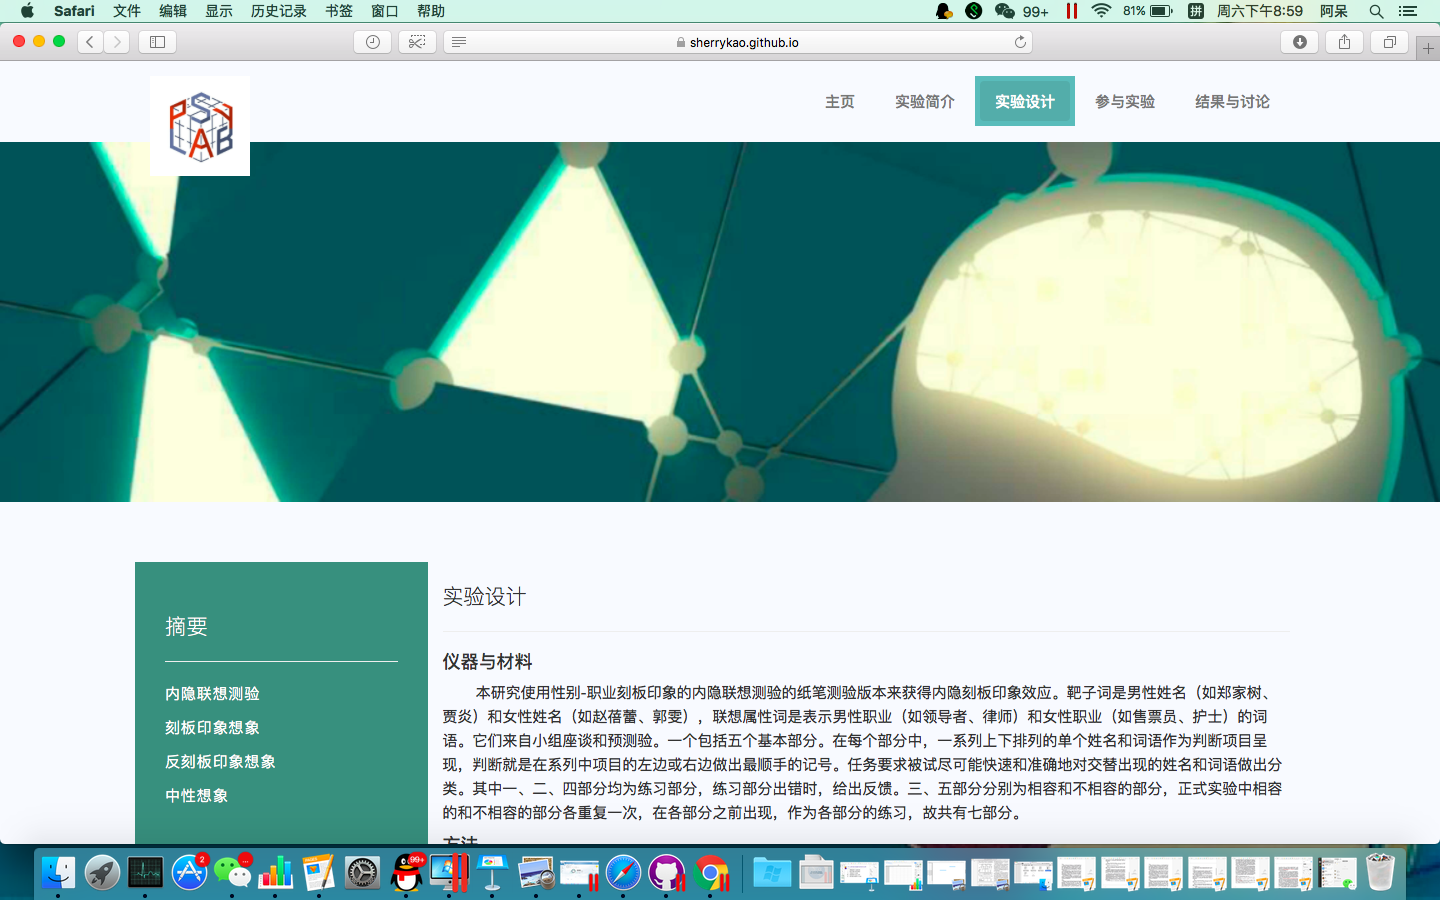 Safari 文件 编辑 显示 历史记录 书签 窗口 帮助 99+ 81% 拼 周六下午8:59 阿呆
sherrykao.github.io
PSY LAB
主页 实验简介 实验设计 参与实验 结果与讨论
摘要
内隐联想测验
刻板印象想象
反刻板印象想象
中性想象
实验设计
仪器与材料
本研究使用性别-职业刻板印象的内隐联想测验的纸笔测验版本来获得内隐刻板印象效应。靶子词是男性姓名（如郑家树、
贾炎）和女性姓名（如赵蓓蕾、郭雯），联想属性词是表示男性职业（如领导者、律师）和女性职业（如售票员、护士）的词
语。它们来自小组座谈和预测验。一个包括五个基本部分。在每个部分中，一系列上下排列的单个姓名和词语作为判断项目呈
现，判断就是在系列中项目的左边或右边做出最顺手的记号。任务要求被试尽可能快速和准确地对交替出现的姓名和词语做出分
类。其中一、二、四部分均为练习部分，练习部分出错时，给出反馈。三、五部分分别为相容和不相容的部分，正式实验中相容
的和不相容的部分各重复一次，在各部分之前出现，作为各部分的练习，故共有七部分。
方法
2 ... 99+